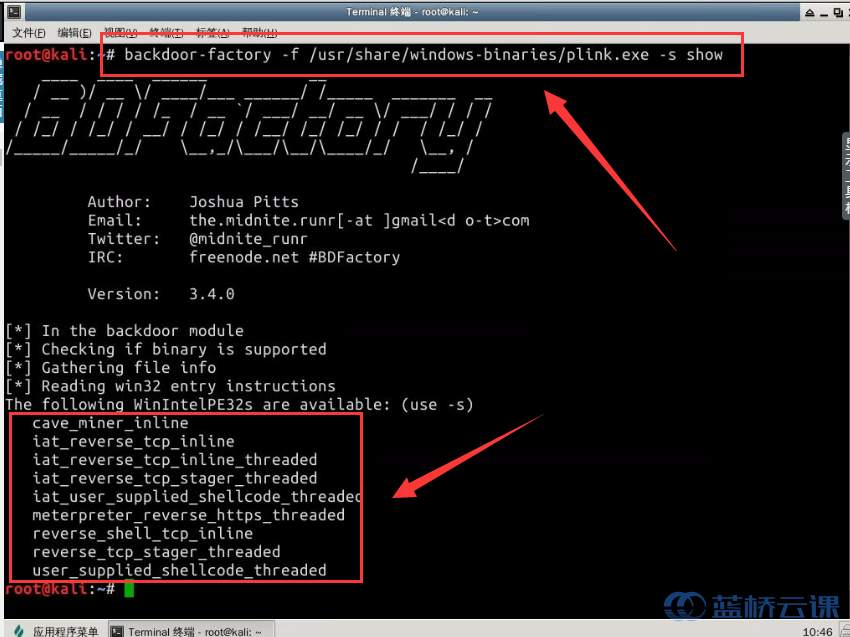 Terminal 终端 - root@kali: ~
文件(F) 编辑(E) 视图(V) 终端(T) 标签(A) 帮助(H)
root@kali:~# backdoor-factory -f /usr/share/windows-binaries/plink.exe -s show
BDFactory
Author: Joshua Pitts
Email: the.midnite.runr[-at ]gmail<d o-t>com
Twitter: @midnite_runr
IRC: freenode.net #BDFactory
Version: 3.4.0
[*] In the backdoor module
[*] Checking if binary is supported
[*] Gathering file info
[*] Reading win32 entry instructions
The following WinIntelPE32s are available: (use -s)
cave_miner_inline
iat_reverse_tcp_inline
iat_reverse_tcp_inline_threaded
iat_reverse_tcp_stager_threaded
iat_user_supplied_shellcode_threaded
meterpreter_reverse_https_threaded
reverse_shell_tcp_inline
reverse_tcp_stager_threaded
user_supplied_shellcode_threaded
root@kali:~#
蓝桥云课
应用程序菜单 Terminal 终端 - root@kali: ~ 10:46